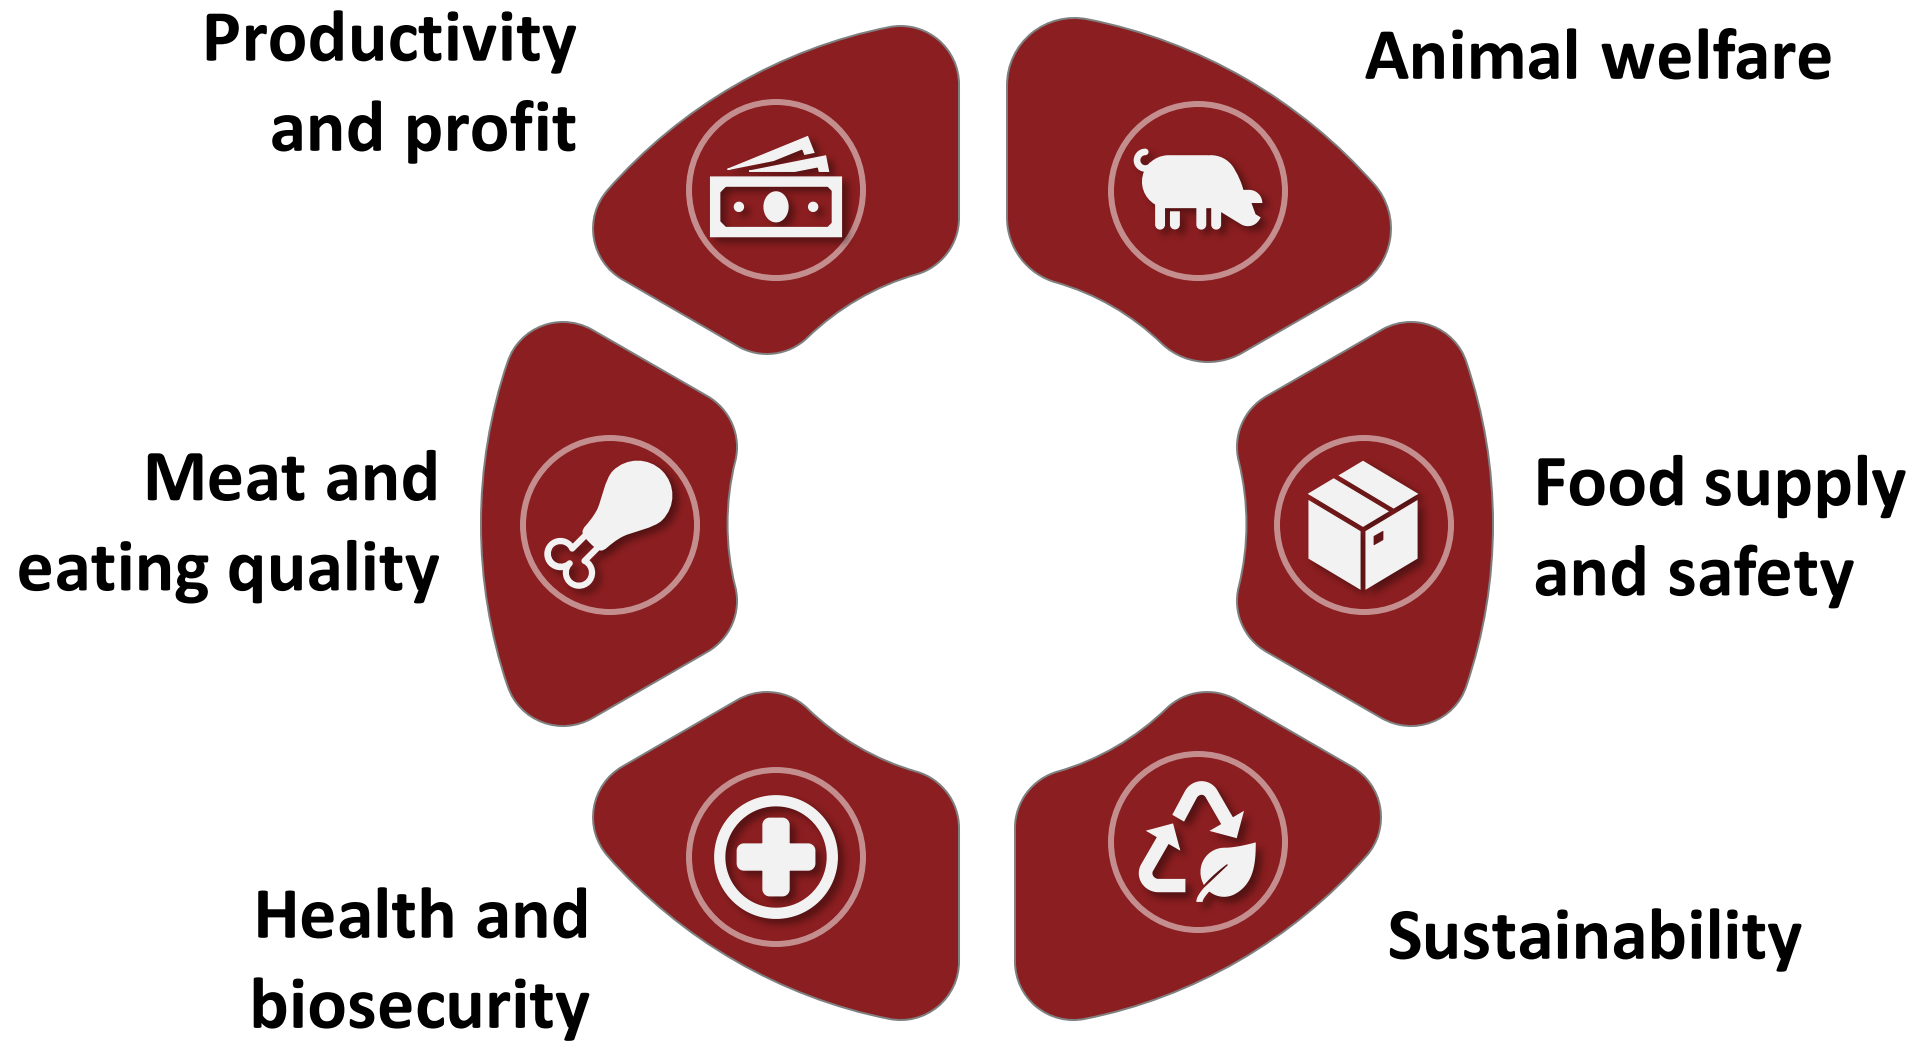 Productivity
and profit
Animal welfare
Meat and
eating quality
Food supply
and safety
Health and
biosecurity
Sustainability